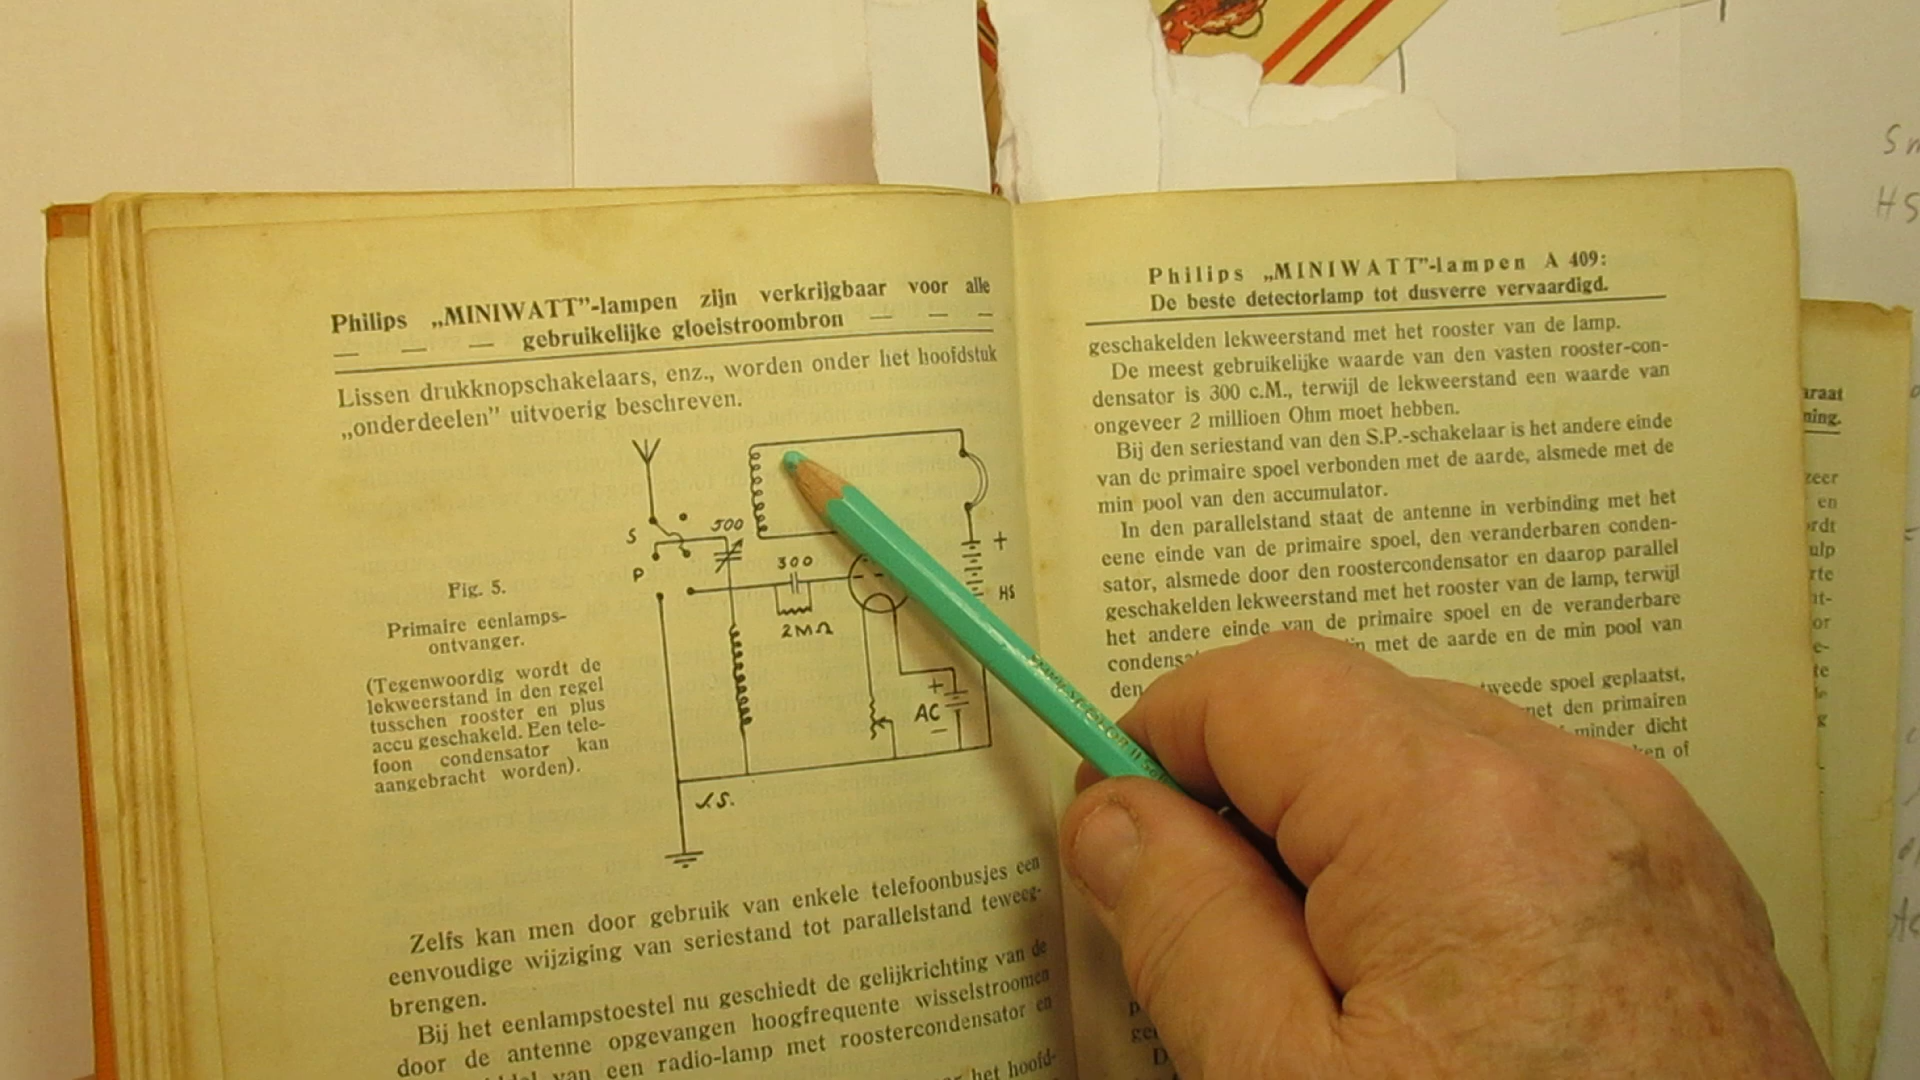 Philips „MINIWATT”-lampen zijn verkrijgbaar voor alle
— — — gebruikelijke gloeistroombron — — —
Lissen drukknopschakelaars, enz., worden onder het hoofdstuk
„onderdeelen” uitvoerig beschreven.
S
P
500
300
2MΩ
+
HS
+
AC
−
J.S.
Fig. 5.
Primaire eenlamps-
ontvanger.
(Tegenwoordig wordt de
lekweerstand in den regel
tusschen rooster en plus
accu geschakeld. Een tele-
foon condensator kan
aangebracht worden).
Zelfs kan men door gebruik van enkele telefoonbusjes een
eenvoudige wijziging van seriestand tot parallelstand teweeg-
brengen.
Bij het eenlampstoestel nu geschiedt de gelijkrichting van de
door de antenne opgevangen hoogfrequente wisselstroomen
van een radio-lamp met roostercondensator en
het hoofd-
Philips „MINIWATT”-lampen A 409:
De beste detectorlamp tot dusverre vervaardigd.
geschakelden lekweerstand met het rooster van de lamp.
De meest gebruikelijke waarde van den vasten rooster-con-
densator is 300 c.M., terwijl de lekweerstand een waarde van
ongeveer 2 millioen Ohm moet hebben.
Bij den seriestand van den S.P.-schakelaar is het andere einde
van de primaire spoel verbonden met de aarde, alsmede met de
min pool van den accumulator.
In den parallelstand staat de antenne in verbinding met het
eene einde van de primaire spoel, den veranderbaren conden-
sator, alsmede door den roostercondensator en daarop parallel
geschakelden lekweerstand met het rooster van de lamp, terwijl
het andere einde van de primaire spoel en de veranderbare
met de aarde en de min pool van
den
tweede spoel geplaatst,
met den primairen
minder dicht
of
HS